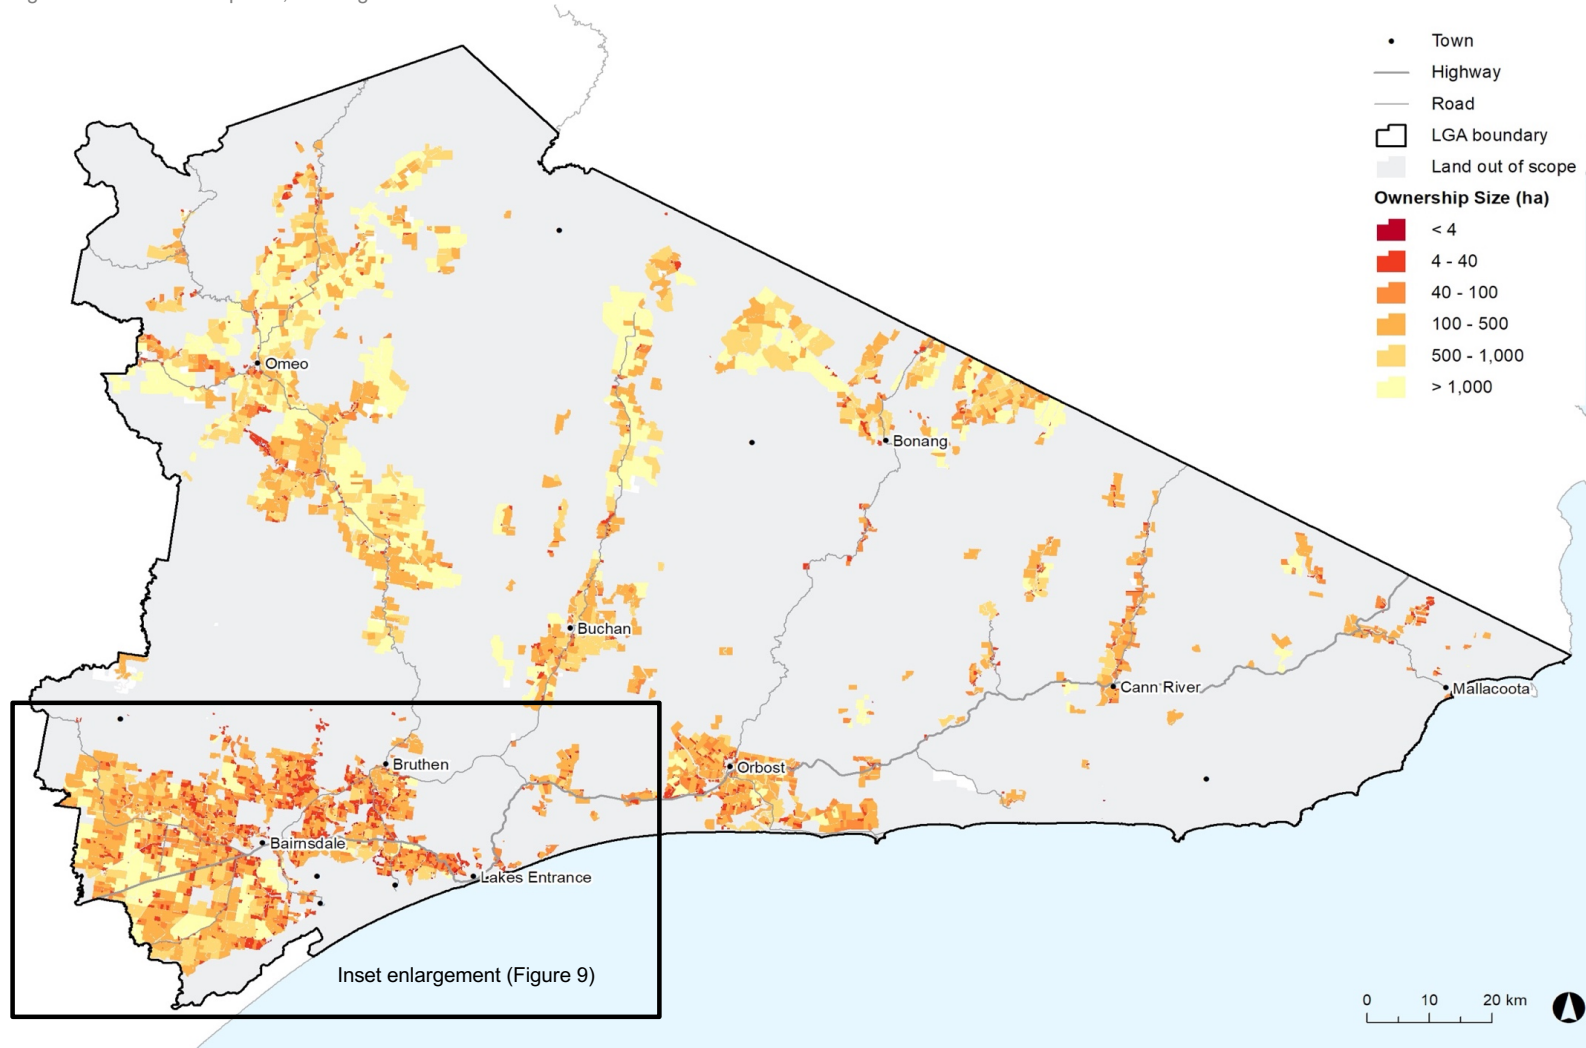 Town
Highway
Road
LGA boundary
Land out of scope
Ownership Size (ha)
< 4
4 - 40
40 - 100
100 - 500
500 - 1,000
> 1,000
Omeo
Bonang
Buchan
Cann River
Mallacoota
Bruthen
Orbost
Bairnsdale
Lakes Entrance
Inset enlargement (Figure 9)
0 10 20 km